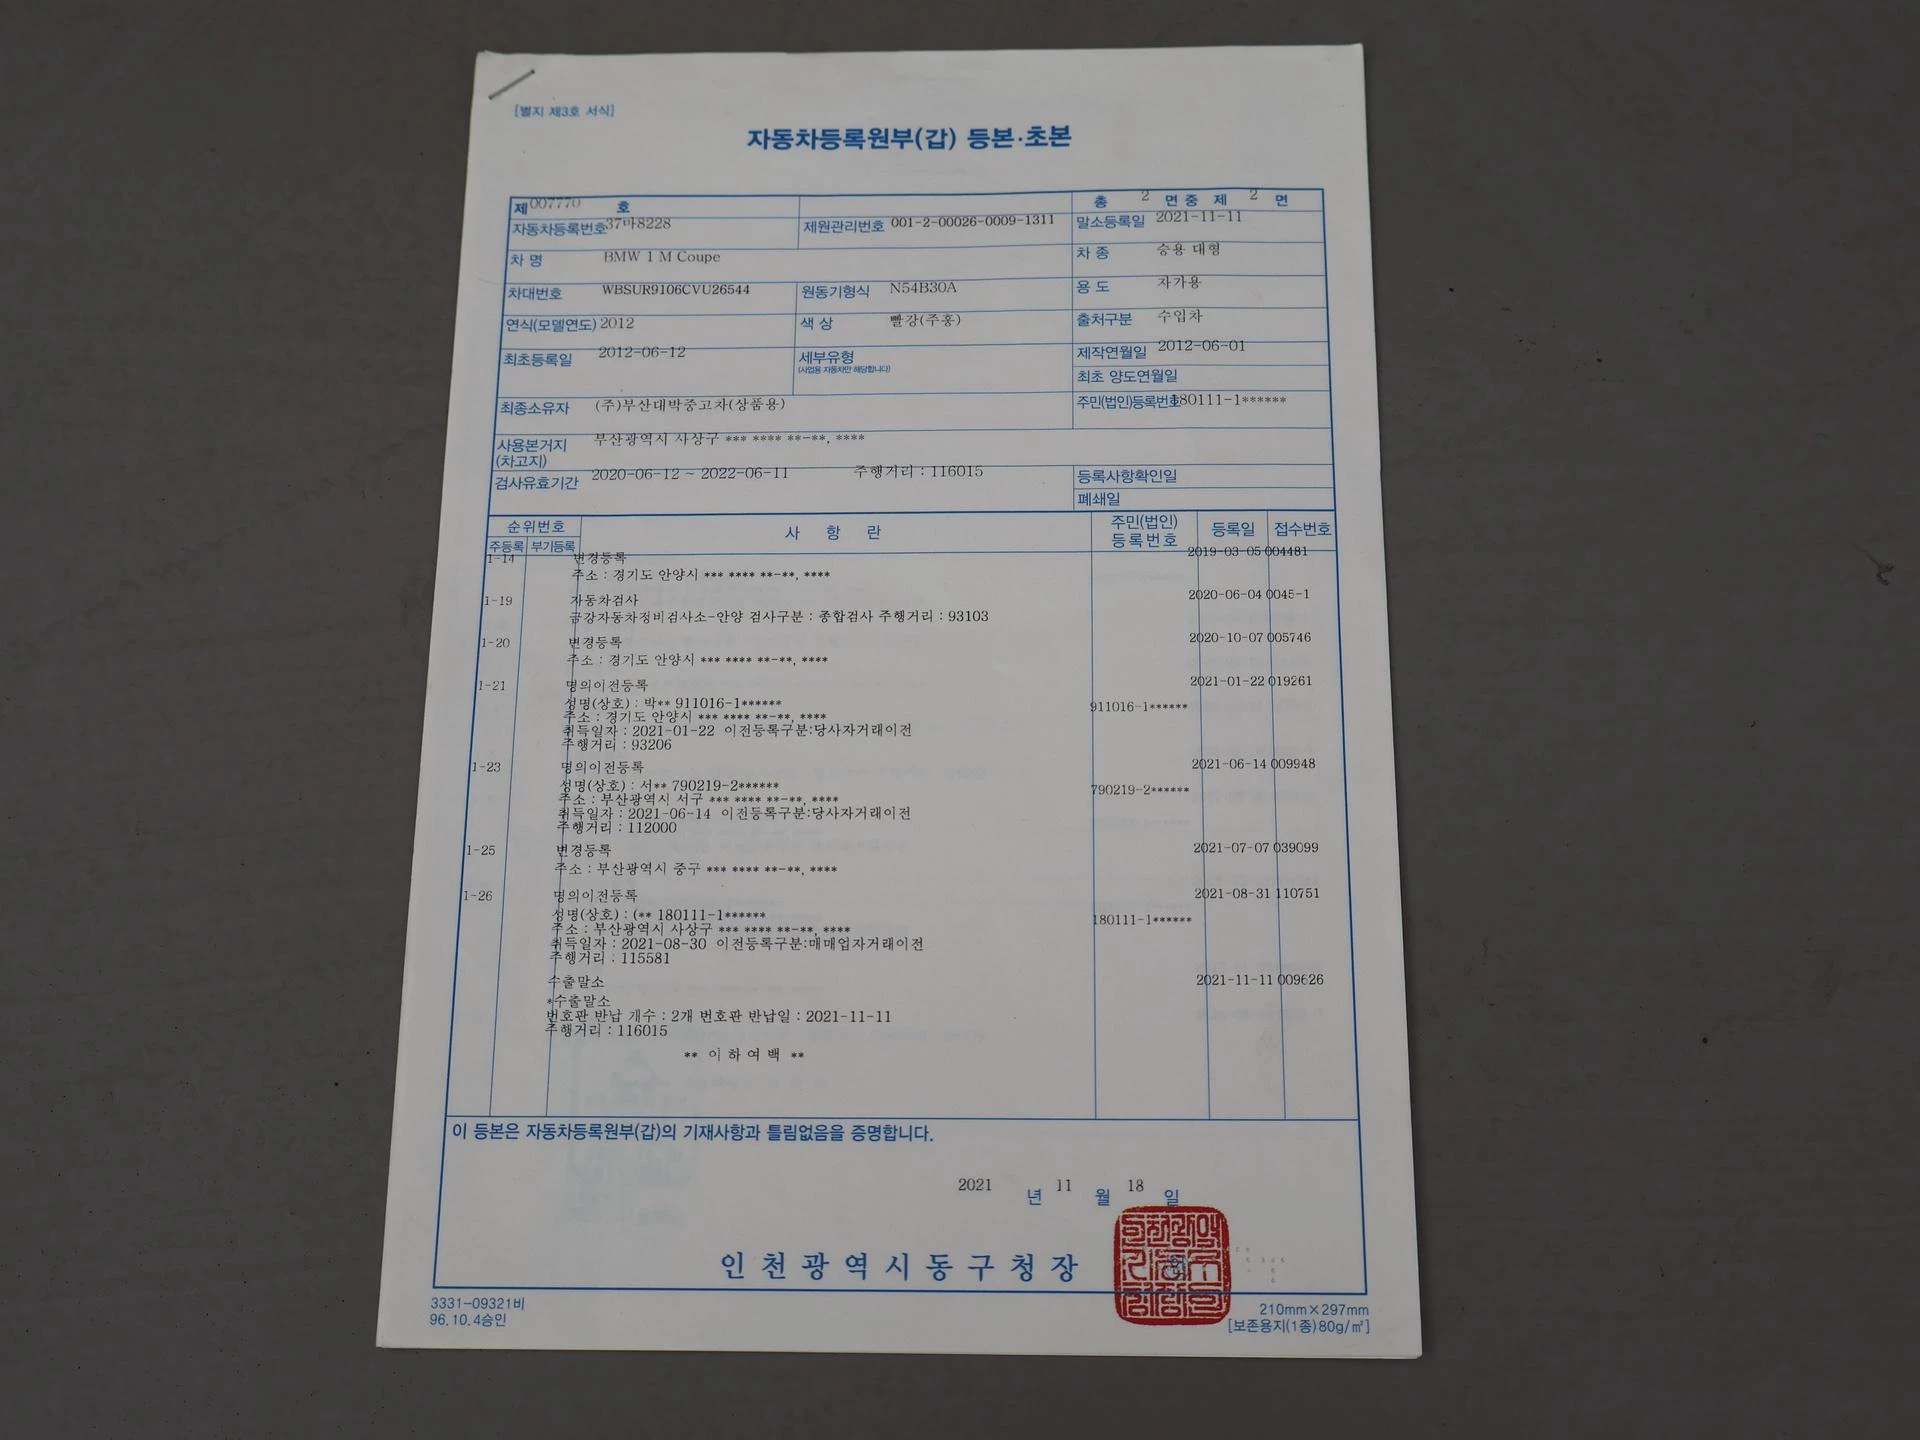 [별지 제3호 서식]
자동차등록원부(갑) 등본·초본
제 007770 호 총 2 면중 제 2 면
자동차등록번호 37마8228 제원관리번호 001-2-00026-0009-1311 말소등록일 2021-11-11
차 명 BMW 1 M Coupe 차 종 승용 대형
차대번호 WBSUR9106CVU26544 원동기형식 N54B30A 용 도 자가용
연식(모델연도) 2012 색 상 빨강(주홍) 출처구분 수입차
최초등록일 2012-06-12 세부유형 제작연월일 2012-06-01
(사업용 자동차만 해당합니다) 최초 양도연월일
최종소유자 (주)부산대박중고차(상품용) 주민(법인)등록번호 180111-1******
사용본거지 부산광역시 사상구 *** **** **-**, ****
(차고지)
검사유효기간 2020-06-12 ~ 2022-06-11 주행거리 : 116015 등록사항확인일
폐쇄일
순위번호 사 항 란 주민(법인) 등록번호 등록일 접수번호
주등록 부기등록
1-14 변경등록 2019-03-05 004481
주소 : 경기도 안양시 *** **** **-**, ****
1-19 자동차검사 2020-06-04 0045-1
금강자동차정비검사소-안양 검사구분 : 종합검사 주행거리 : 93103
1-20 변경등록 2020-10-07 005746
주소 : 경기도 안양시 *** **** **-**, ****
1-21 명의이전등록 2021-01-22 019261
성명(상호) : 박** 911016-1****** 911016-1******
주소 : 경기도 안양시 *** **** **-**, ****
취득일자 : 2021-01-22 이전등록구분:당사자거래이전
주행거리 : 93206
1-23 명의이전등록 2021-06-14 009948
성명(상호) : 서** 790219-2****** 790219-2******
주소 : 부산광역시 서구 *** **** **-**, ****
취득일자 : 2021-06-14 이전등록구분:당사자거래이전
주행거리 : 112000
1-25 변경등록 2021-07-07 039099
주소 : 부산광역시 중구 *** **** **-**, ****
1-26 명의이전등록 2021-08-31 110751
성명(상호) : (** 180111-1****** 180111-1******
주소 : 부산광역시 사상구 *** **** **-**, ****
취득일자 : 2021-08-30 이전등록구분:매매업자거래이전
주행거리 : 115581
수출말소 2021-11-11 009626
*수출말소
번호판 반납 개수 : 2개 번호판 반납일 : 2021-11-11
주행거리 : 116015
** 이 하 여 백 **
이 등본은 자동차등록원부(갑)의 기재사항과 틀림없음을 증명합니다.
2021 년 11 월 18 일
인천광역시동구청장
3331-09321비 210mm×297mm
96.10.4승인 [보존용지(1종)80g/㎡]